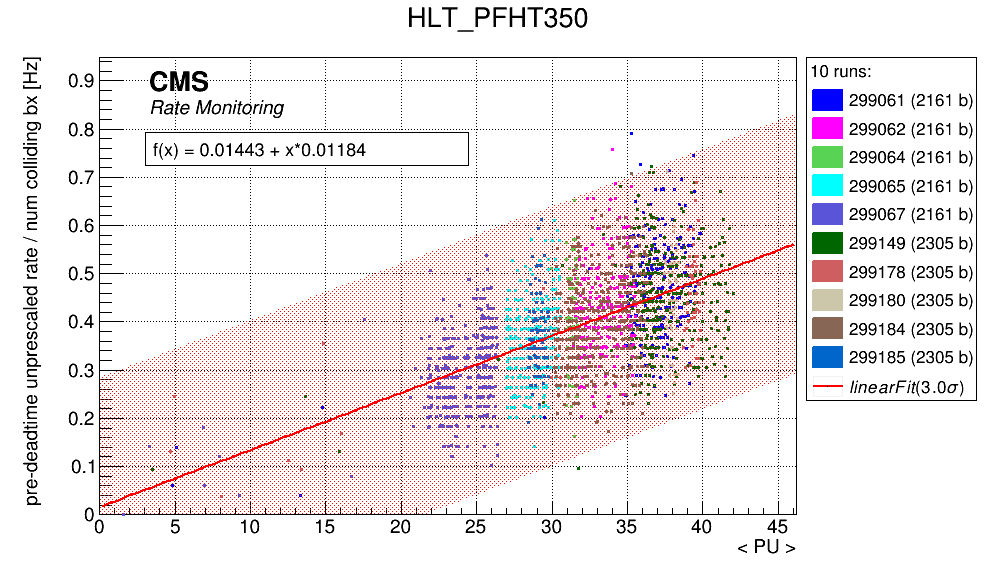 HLT_PFHT350
pre-deadtime unprescaled rate / num colliding bx [Hz]
CMS
Rate Monitoring
f(x) = 0.01443 + x*0.01184
0.9
0.8
0.7
0.6
0.5
0.4
0.3
0.2
0.1
0
0 5 10 15 20 25 30 35 40 45
< PU >
10 runs:
299061 (2161 b)
299062 (2161 b)
299064 (2161 b)
299065 (2161 b)
299067 (2161 b)
299149 (2305 b)
299178 (2305 b)
299180 (2305 b)
299184 (2305 b)
299185 (2305 b)
linearFit(3.0σ)